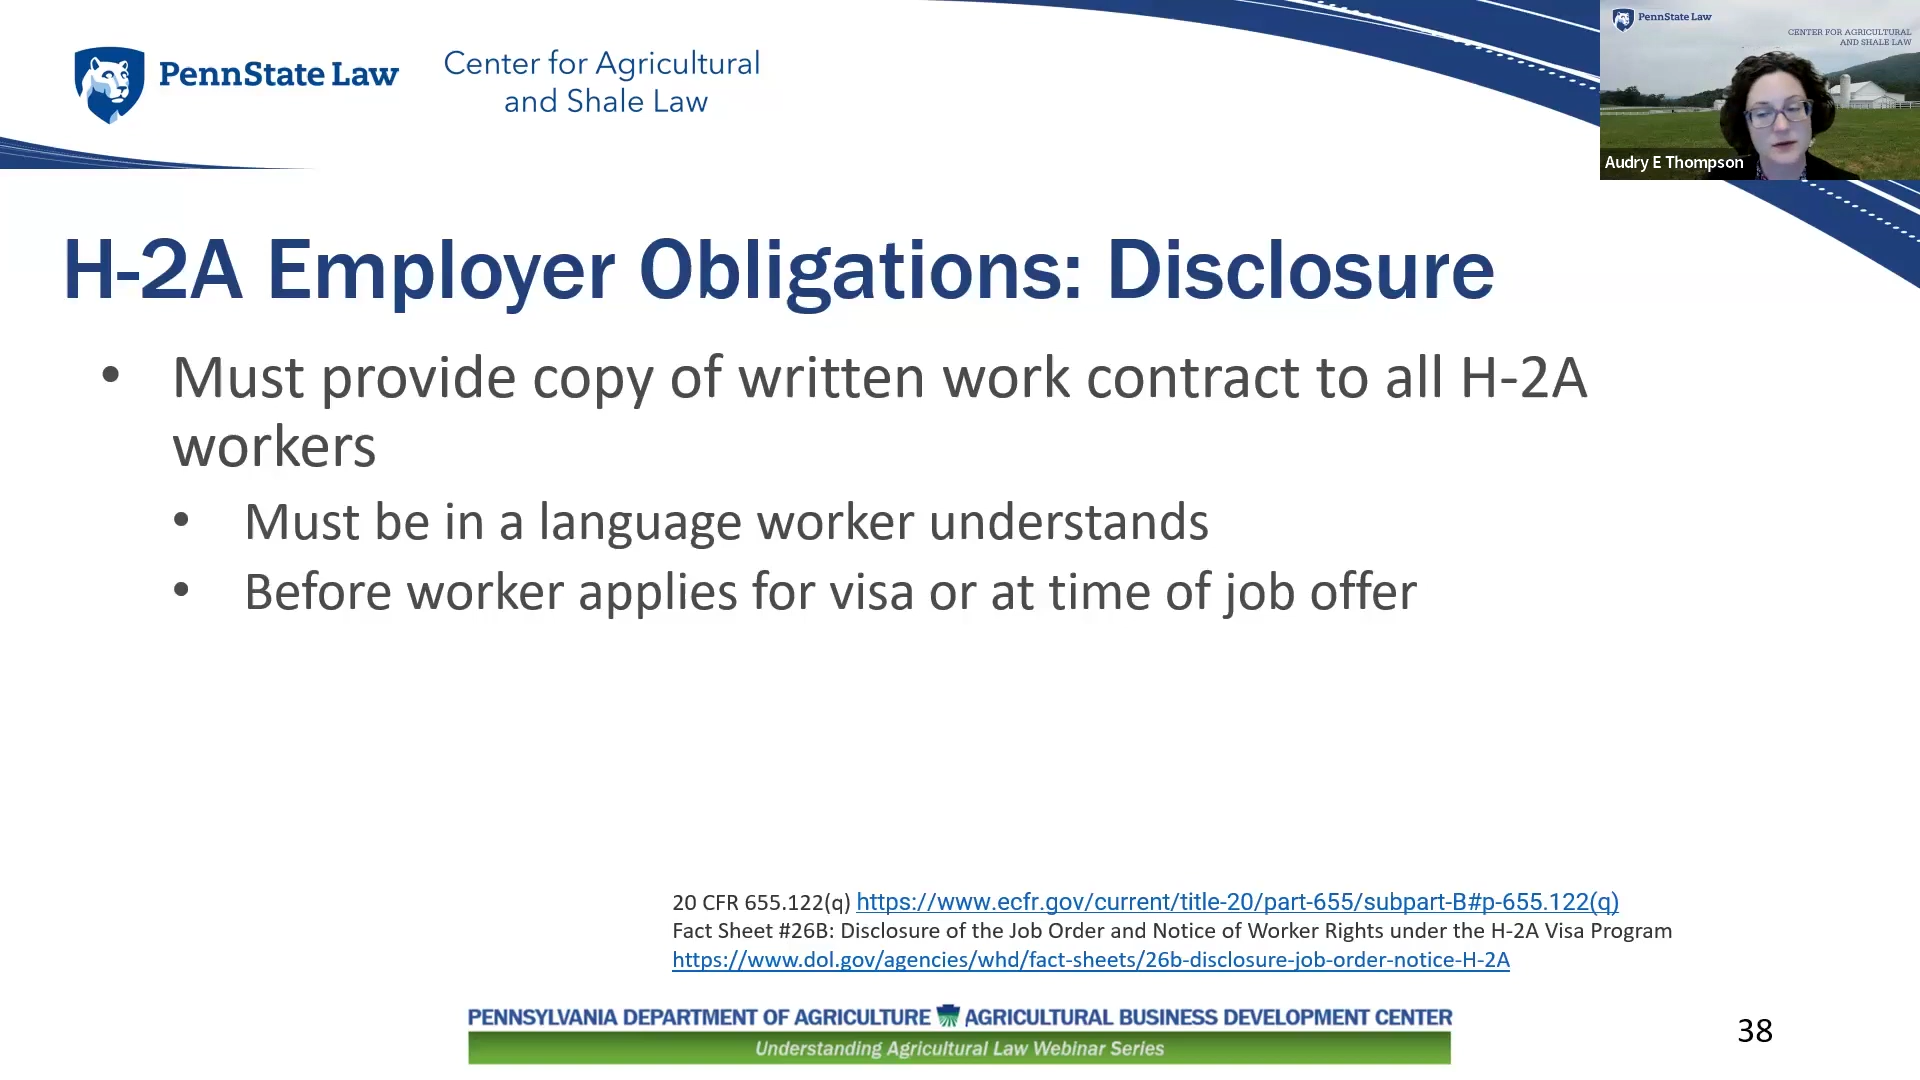 PennState Law
Center for Agricultural
and Shale Law
PennState Law
CENTER FOR AGRICULTURAL
AND SHALE LAW
Audry E Thompson
H-2A Employer Obligations: Disclosure
• Must provide copy of written work contract to all H-2A
workers
• Must be in a language worker understands
• Before worker applies for visa or at time of job offer
20 CFR 655.122(q) https://www.ecfr.gov/current/title-20/part-655/subpart-B#p-655.122(q)
Fact Sheet #26B: Disclosure of the Job Order and Notice of Worker Rights under the H-2A Visa Program
https://www.dol.gov/agencies/whd/fact-sheets/26b-disclosure-job-order-notice-H-2A
PENNSYLVANIA DEPARTMENT OF AGRICULTURE AGRICULTURAL BUSINESS DEVELOPMENT CENTER
Understanding Agricultural Law Webinar Series
38